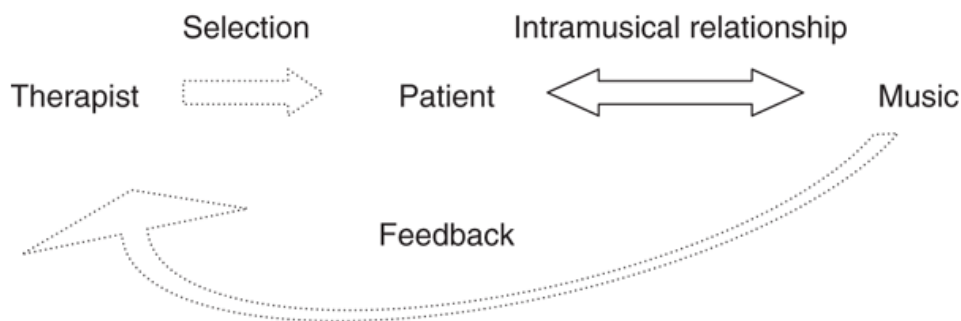 Selection Intramusical relationship
Therapist Patient Music
Feedback